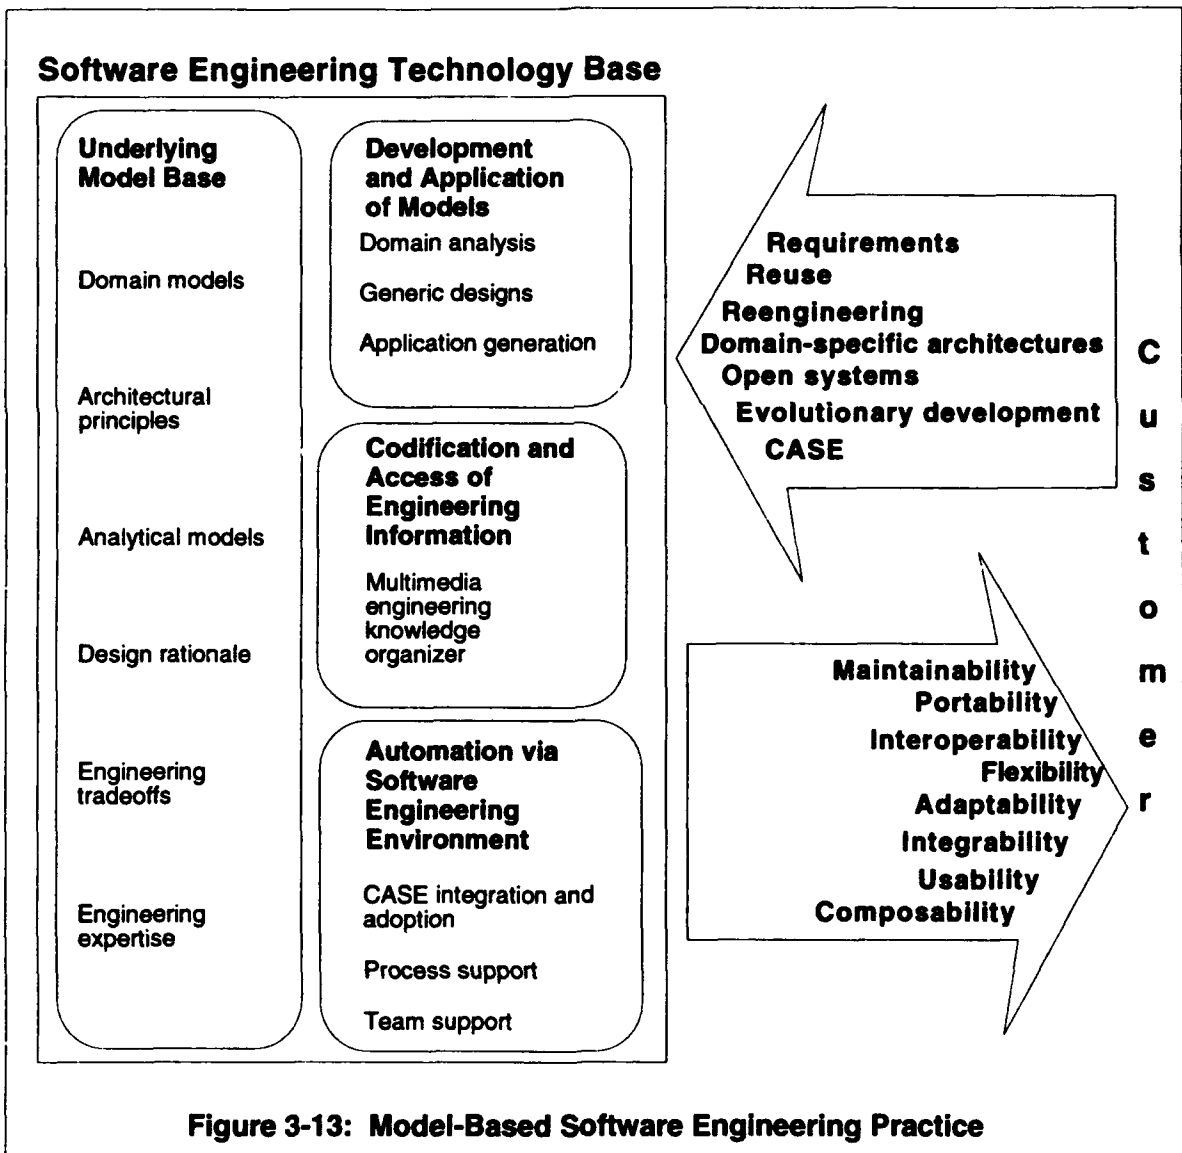 Software Engineering Technology Base
Underlying
Model Base
Domain models
Architectural
principles
Analytical models
Design rationale
Engineering
tradeoffs
Engineering
expertise
Development
and Application
of Models
Domain analysis
Generic designs
Application generation
Codification and
Access of
Engineering
Information
Multimedia
engineering
knowledge
organizer
Automation via
Software
Engineering
Environment
CASE integration and
adoption
Process support
Team support
Requirements
Reuse
Reengineering
Domain-specific architectures
Open systems
Evolutionary development
CASE
Maintainability
Portability
Interoperability
Flexibility
Adaptability
Integrability
Usability
Composability
Customer
Figure 3-13: Model-Based Software Engineering Practice